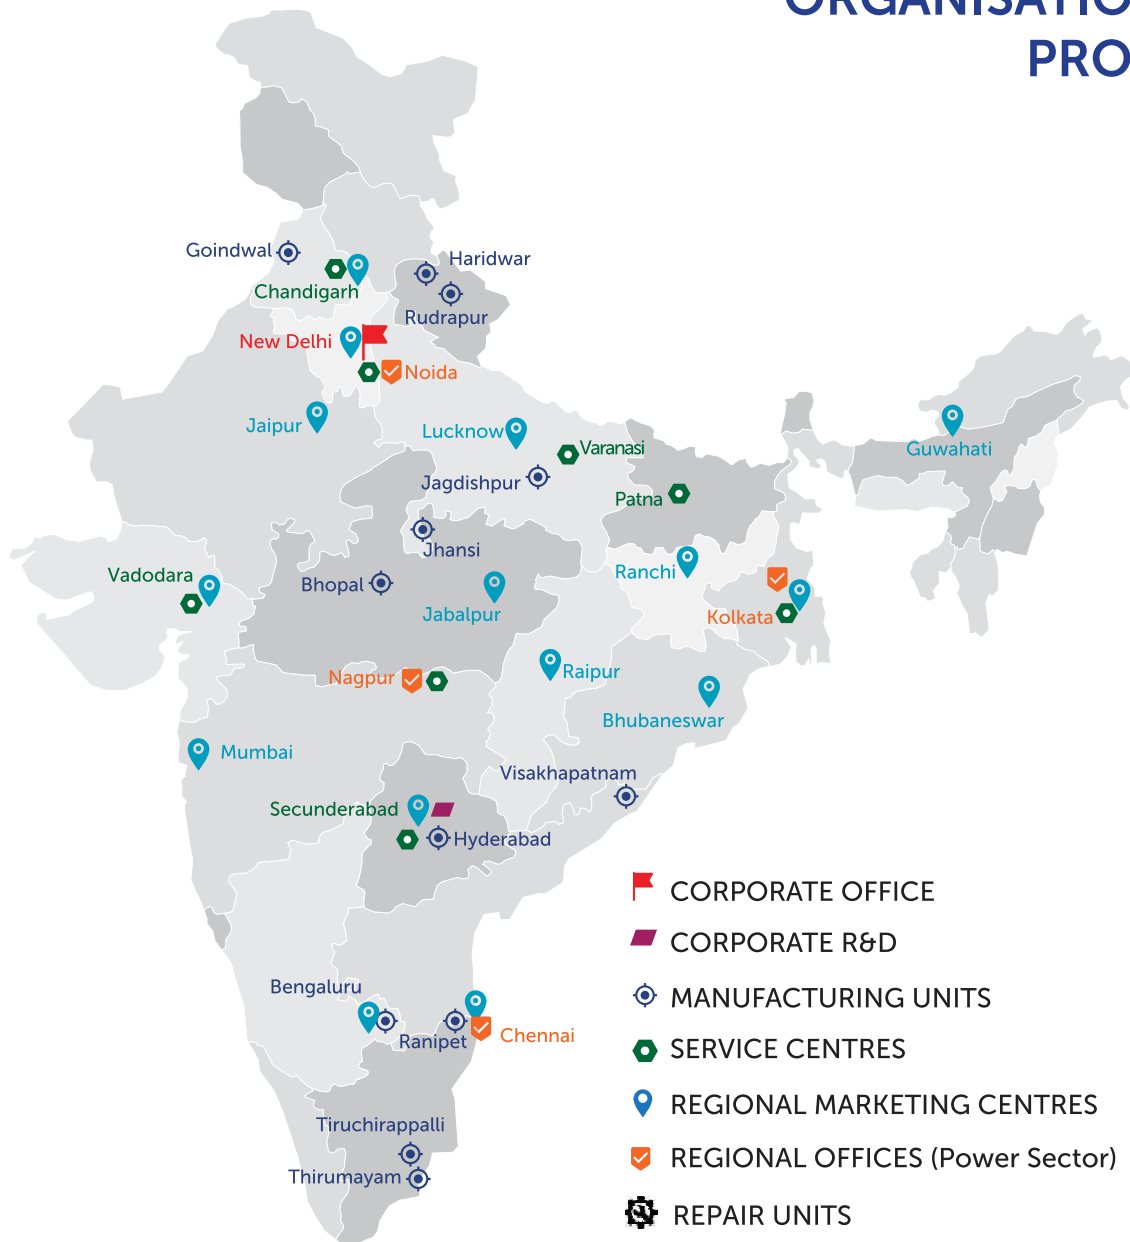 ORGANISATIO
PRO
Goindwal
Haridwar
Chandigarh
Rudrapur
New Delhi
Noida
Jaipur
Lucknow
Varanasi
Guwahati
Jagdishpur
Patna
Jhansi
Vadodara
Bhopal
Ranchi
Jabalpur
Kolkata
Nagpur
Raipur
Bhubaneswar
Mumbai
Visakhapatnam
Secunderabad
Hyderabad
CORPORATE OFFICE
CORPORATE R&D
Bengaluru
MANUFACTURING UNITS
Ranipet
Chennai
SERVICE CENTRES
REGIONAL MARKETING CENTRES
Tiruchirappalli
REGIONAL OFFICES (Power Sector)
Thirumayam
REPAIR UNITS